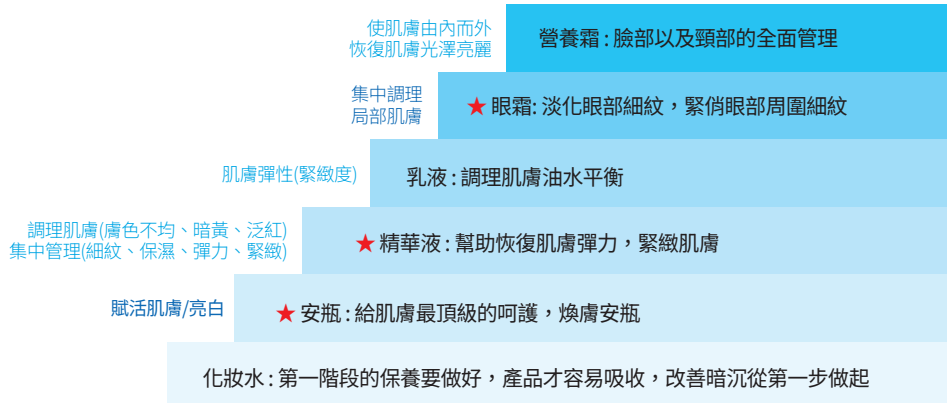 使肌膚由內而外
恢復肌膚光澤亮麗
營養霜 : 臉部以及頸部的全面管理
集中調理
局部肌膚
★ 眼霜: 淡化眼部細紋，緊俏眼部周圍細紋
肌膚彈性(緊緻度)
乳液 : 調理肌膚油水平衡
調理肌膚(膚色不均、暗黃、泛紅)
集中管理(細紋、保濕、彈力、緊緻)
★ 精華液 : 幫助恢復肌膚彈力，緊緻肌膚
賦活肌膚/亮白
★ 安瓶 : 給肌膚最頂級的呵護，煥膚安瓶
化妝水 : 第一階段的保養要做好，產品才容易吸收，改善暗沉從第一步做起